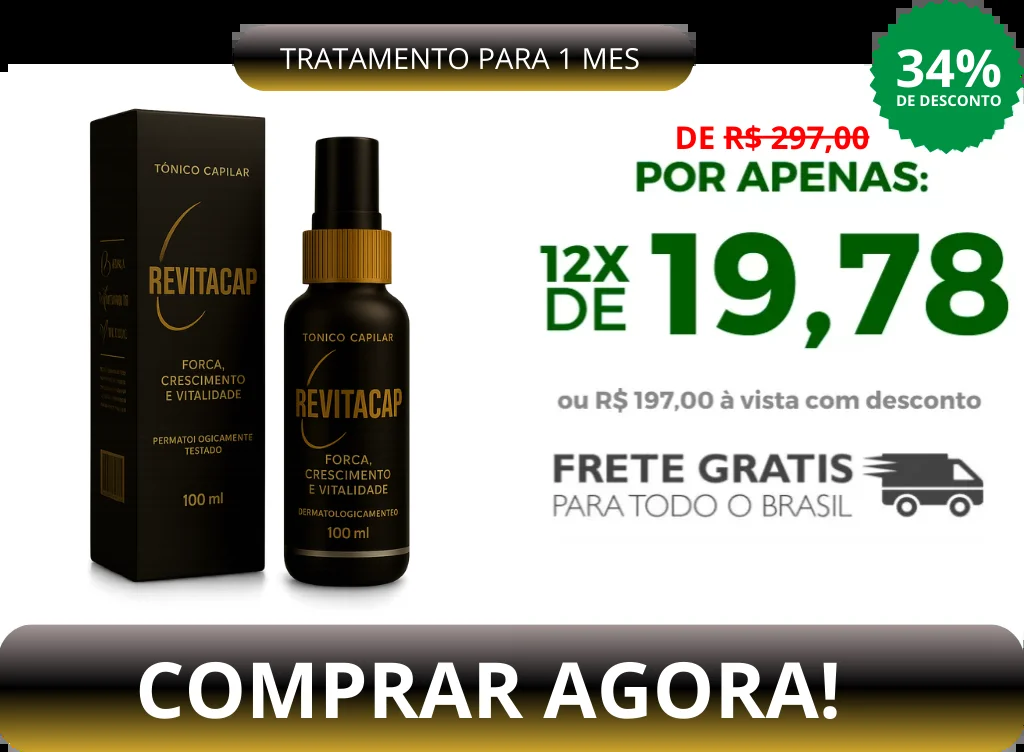 TRATAMENTO PARA 1 MES
34%
DE DESCONTO
DE R$ 297,00
POR APENAS:
12X
DE 19,78
ou R$ 197,00 à vista com desconto
FRETE GRATIS
PARA TODO O BRASIL
TÓNICO CAPILAR
REVITACAP
FORCA,
CRESCIMENTO
E VITALIDADE
PERMATOI OGICAMENTE
TESTADO
100 ml
TONICO CAPILAR
REVITACAP
FORCA,
CRESCIMENTO
E VITALIDADE
DERMATOLOGICAMENTEO
100 ml
COMPRAR AGORA!